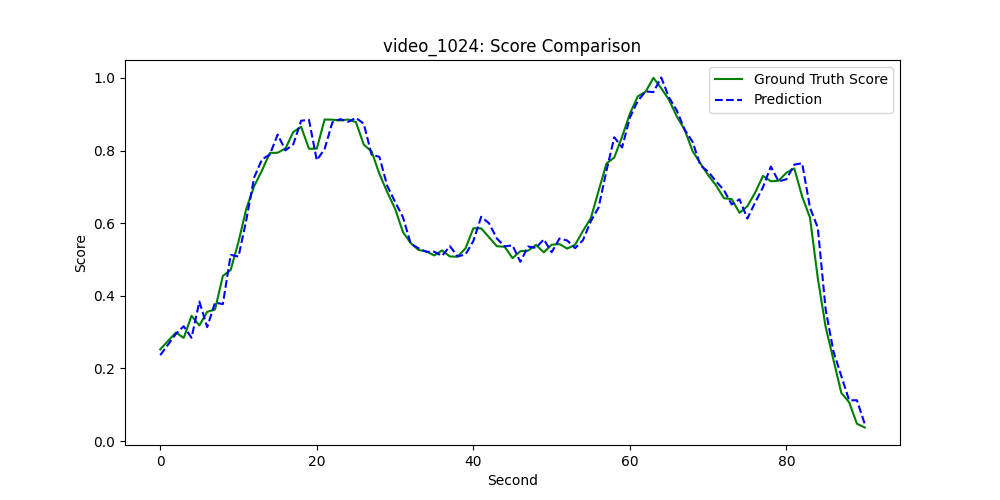 video_1024: Score Comparison
Ground Truth Score
Prediction
Score
1.0
0.8
0.6
0.4
0.2
0.0
0 20 40 60 80
Second